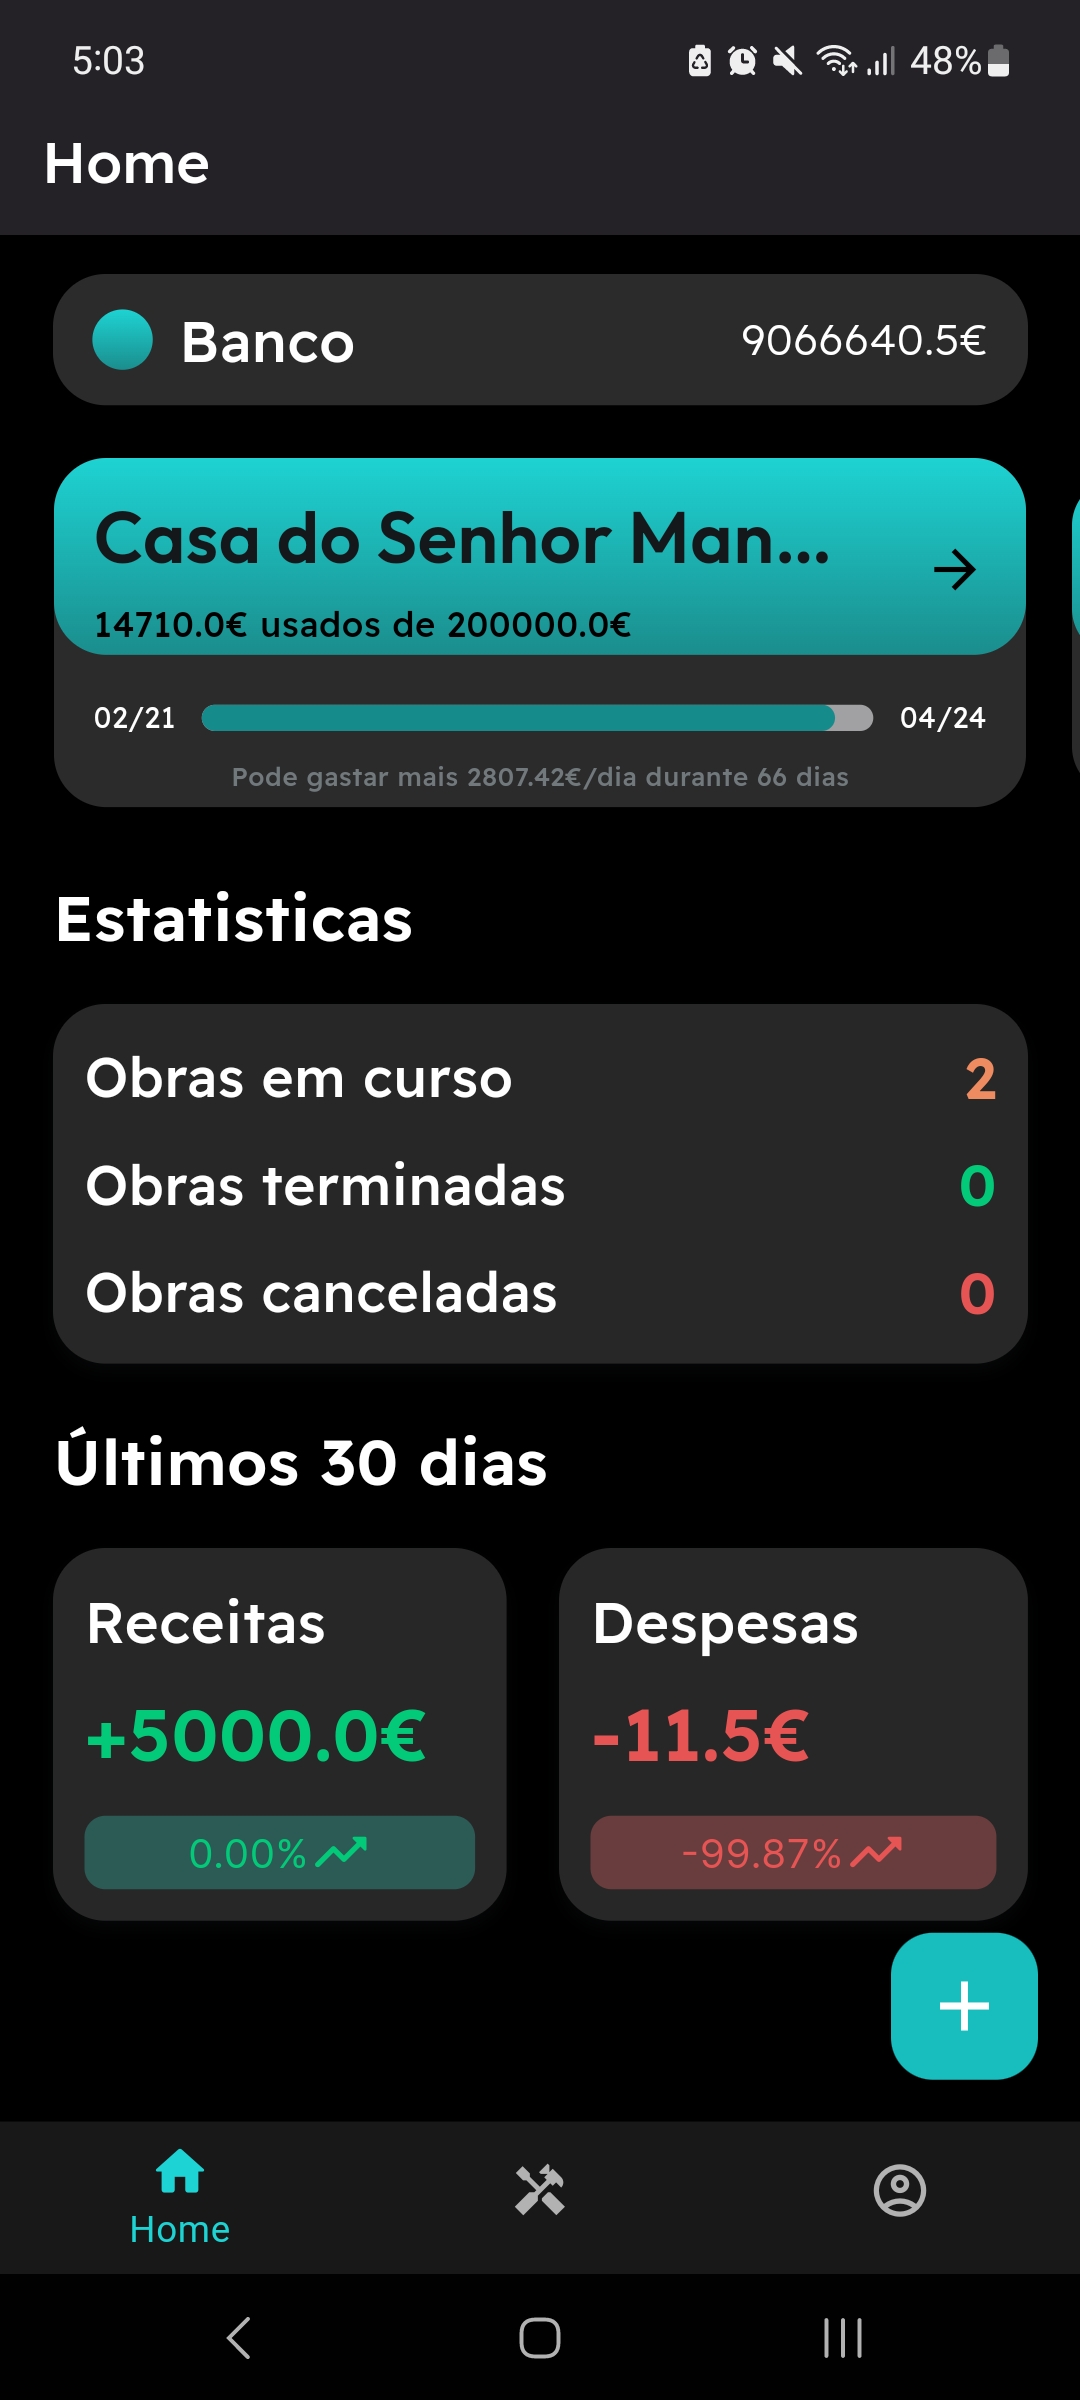 5:03
48%
Home
Banco
9066640.5€
Casa do Senhor Man...
14710.0€ usados de 200000.0€
02/21
04/24
Pode gastar mais 2807.42€/dia durante 66 dias
Estatisticas
Obras em curso
2
Obras terminadas
0
Obras canceladas
0
Últimos 30 dias
Receitas
+5000.0€
0.00%
Despesas
-11.5€
-99.87%
Home